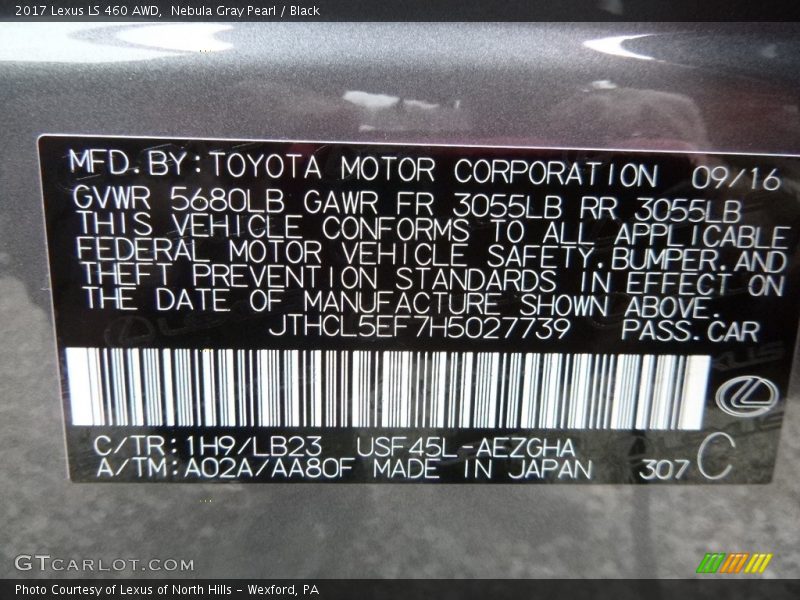 2017 Lexus LS 460 AWD,  Nebula Gray Pearl / Black
MFD.BY:TOYOTA MOTOR CORPORATION 09/16
GVWR 5680LB GAWR FR 3055LB RR 3055LB
THIS VEHICLE CONFORMS TO ALL APPLICABLE
FEDERAL MOTOR VEHICLE SAFETY,BUMPER,AND
THEFT PREVENTION STANDARDS IN EFFECT ON
THE DATE OF MANUFACTURE SHOWN ABOVE.
JTHCL5EF7H5027739 PASS.CAR
C/TR:1H9/LB23 USF45L-AEZGHA
A/TM:A02A/AA80F MADE IN JAPAN 307 C
GTCARLOT.COM
Photo Courtesy of Lexus of North Hills - Wexford, PA